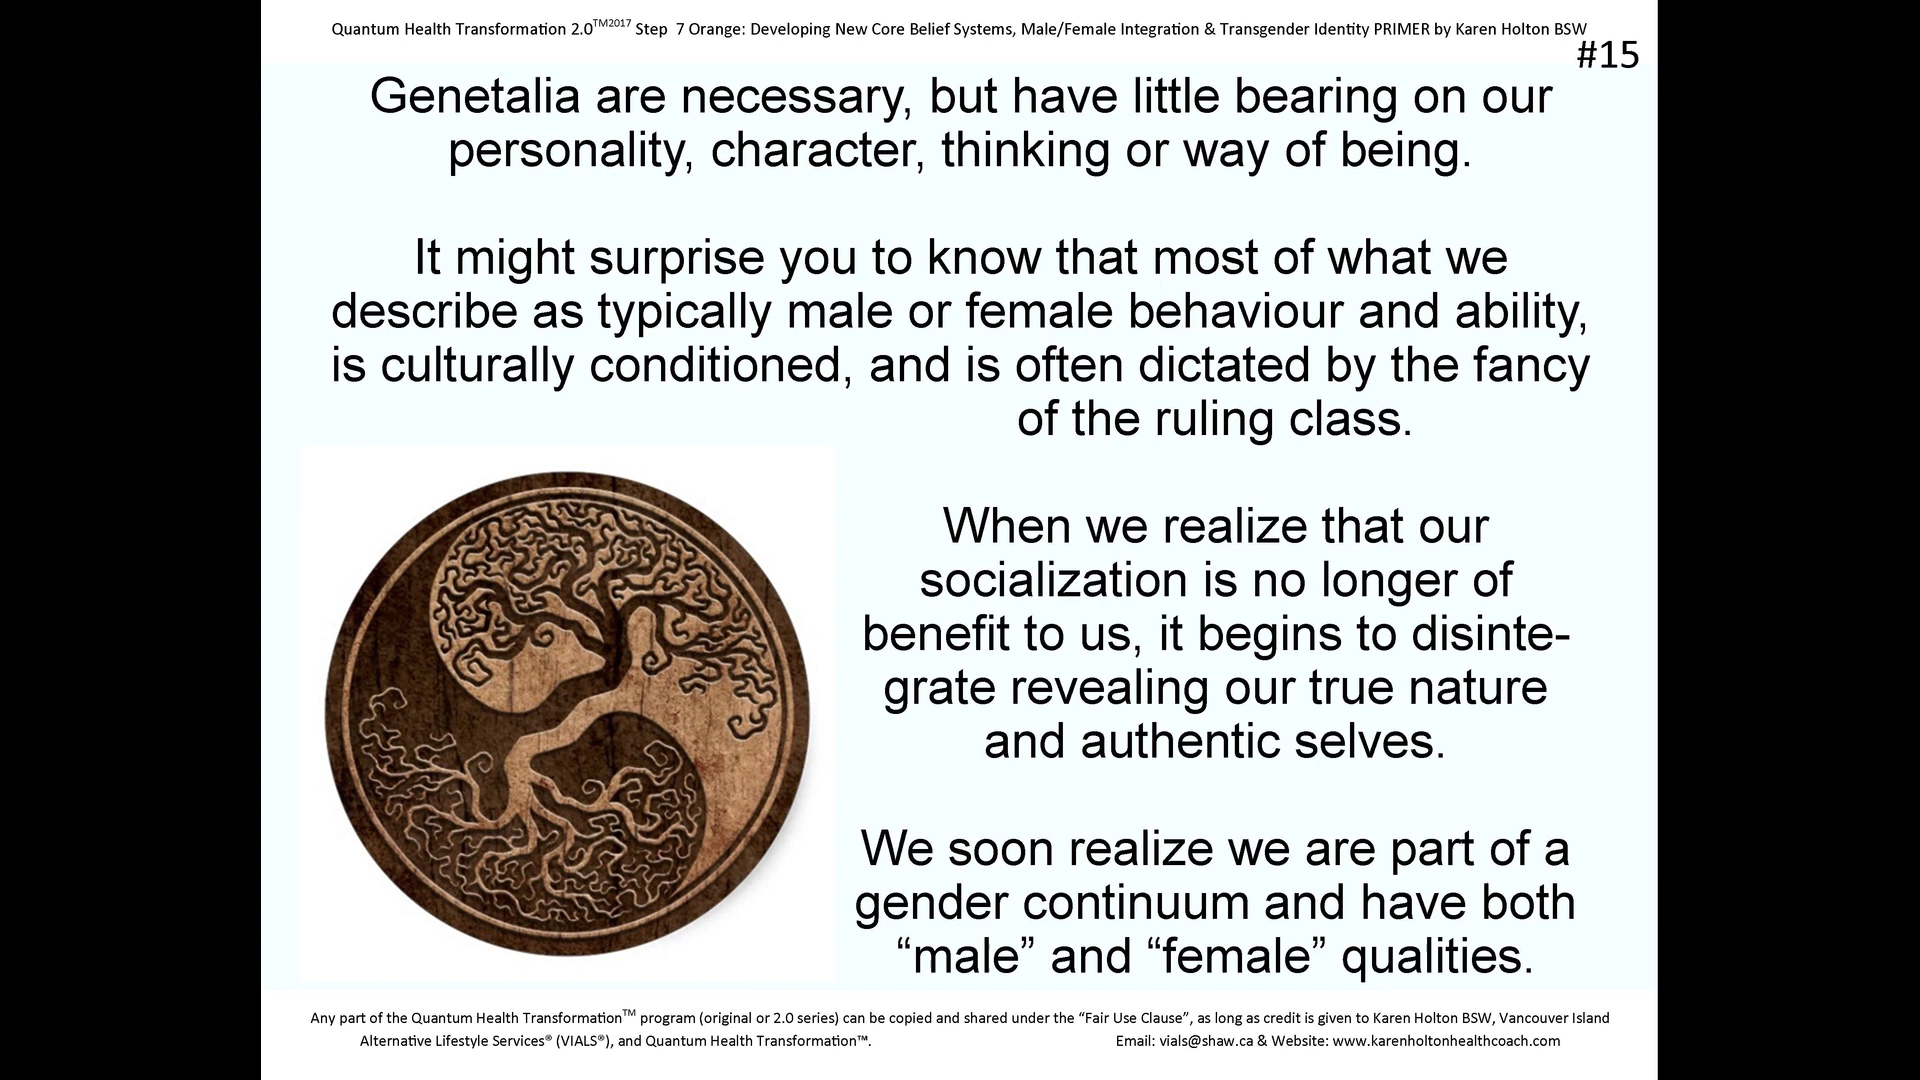 Quantum Health Transformation 2.0TM2017 Step 7 Orange: Developing New Core Belief Systems, Male/Female Integration & Transgender Identity PRIMER by Karen Holton BSW
#15
Genetalia are necessary, but have little bearing on our
personality, character, thinking or way of being.
It might surprise you to know that most of what we
describe as typically male or female behaviour and ability,
is culturally conditioned, and is often dictated by the fancy
of the ruling class.
When we realize that our
socialization is no longer of
benefit to us, it begins to disinte-
grate revealing our true nature
and authentic selves.
We soon realize we are part of a
gender continuum and have both
“male” and “female” qualities.
Any part of the Quantum Health TransformationTM program (original or 2.0 series) can be copied and shared under the “Fair Use Clause”, as long as credit is given to Karen Holton BSW, Vancouver Island
Alternative Lifestyle Services® (VIALS®), and Quantum Health Transformation™. Email: vials@shaw.ca & Website: www.karenholtonhealthcoach.com